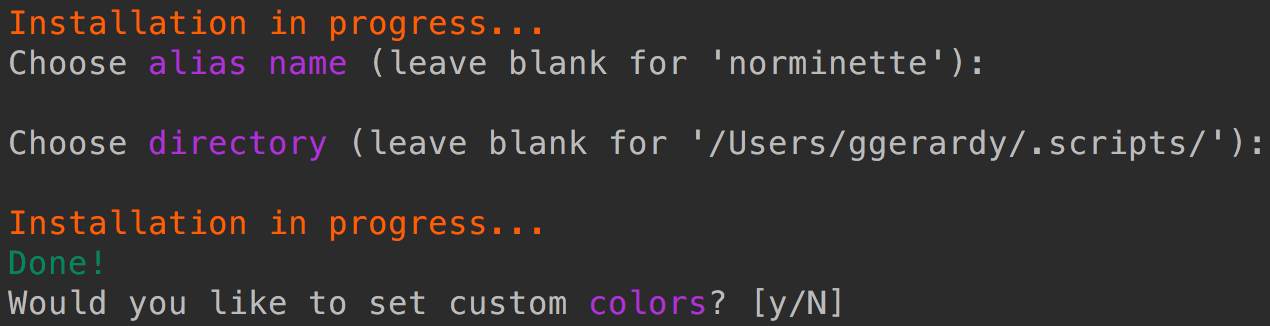 Installation in progress...
Choose alias name (leave blank for 'norminette'):
Choose directory (leave blank for '/Users/ggerardy/.scripts/'):
Installation in progress...
Done!
Would you like to set custom colors? [y/N]